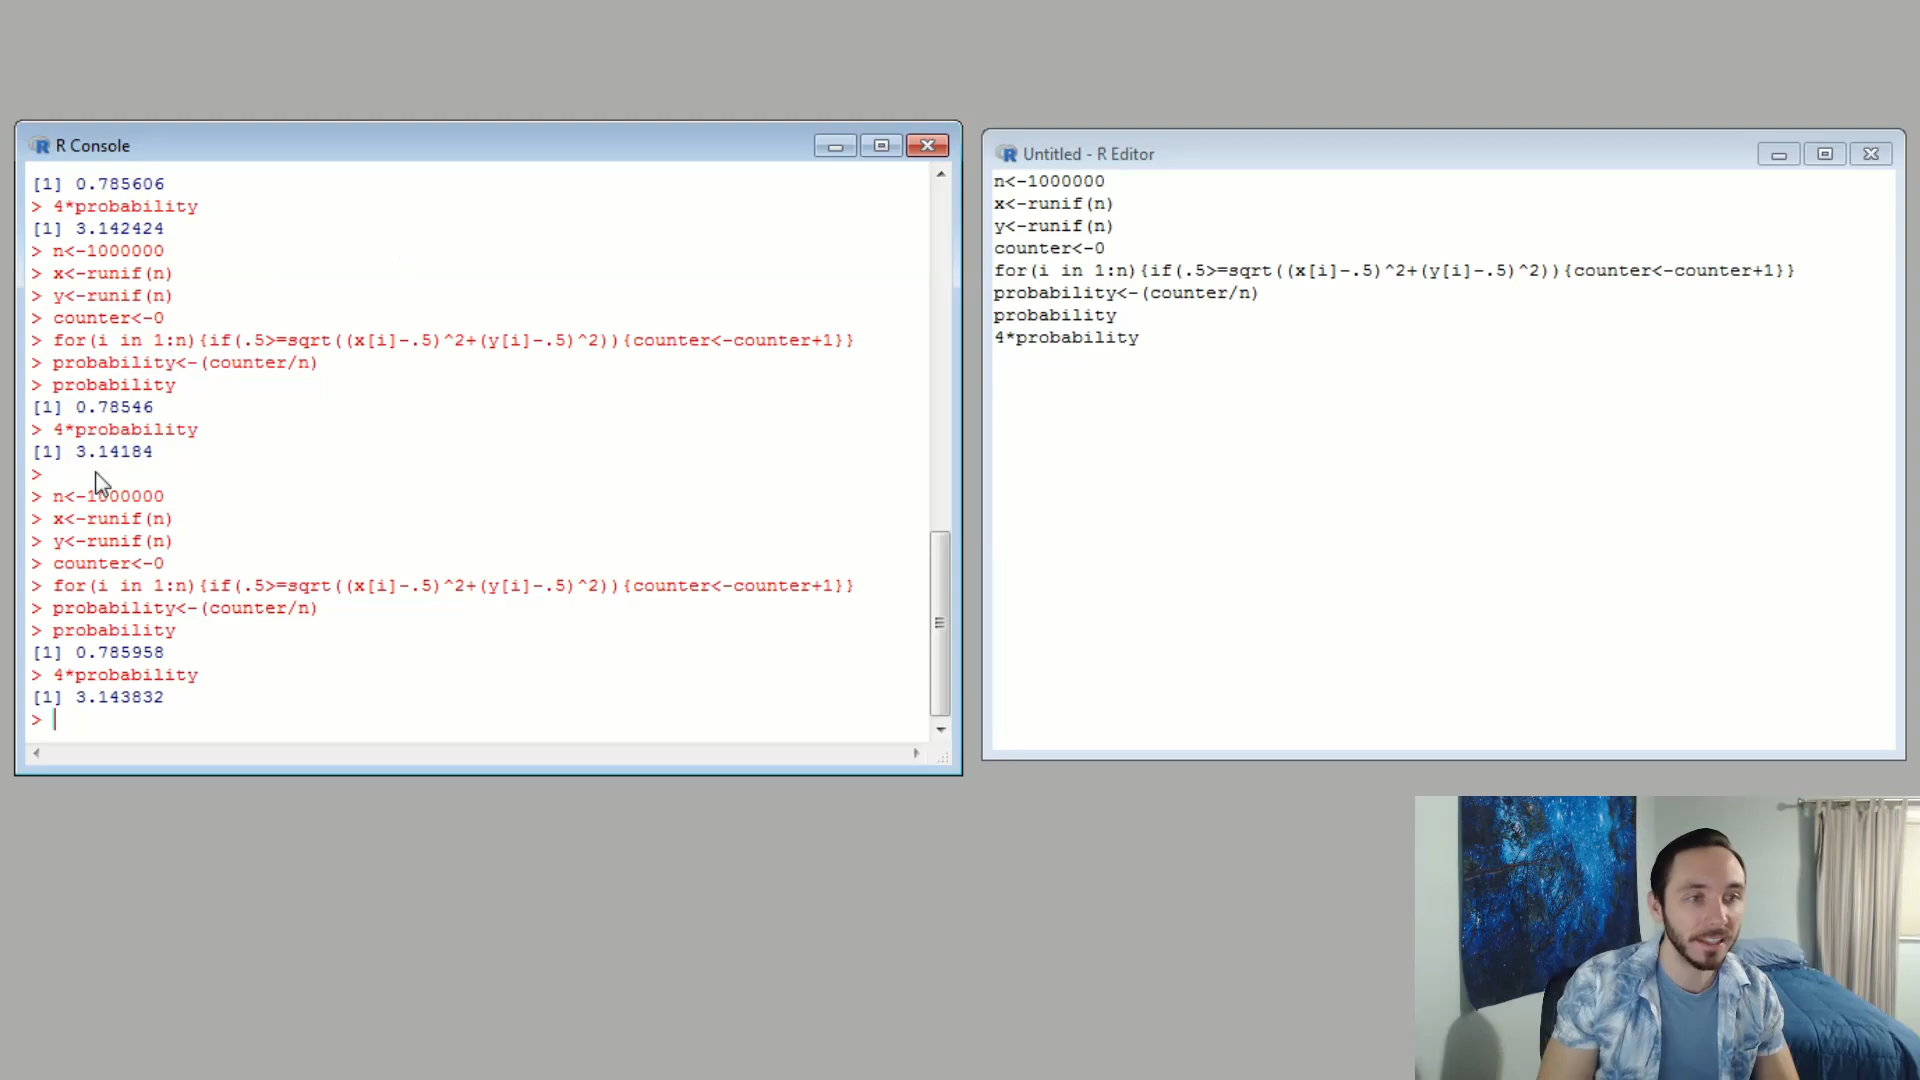 R Console
[1] 0.785606
> 4*probability
[1] 3.142424
> n<-1000000
> x<-runif(n)
> y<-runif(n)
> counter<-0
> for(i in 1:n){if(.5>=sqrt((x[i]-.5)^2+(y[i]-.5)^2)){counter<-counter+1}}
> probability<-(counter/n)
> probability
[1] 0.78546
> 4*probability
[1] 3.14184
>
> n<-1000000
> x<-runif(n)
> y<-runif(n)
> counter<-0
> for(i in 1:n){if(.5>=sqrt((x[i]-.5)^2+(y[i]-.5)^2)){counter<-counter+1}}
> probability<-(counter/n)
> probability
[1] 0.785958
> 4*probability
[1] 3.143832
>
Untitled - R Editor
n<-1000000
x<-runif(n)
y<-runif(n)
counter<-0
for(i in 1:n){if(.5>=sqrt((x[i]-.5)^2+(y[i]-.5)^2)){counter<-counter+1}}
probability<-(counter/n)
probability
4*probability